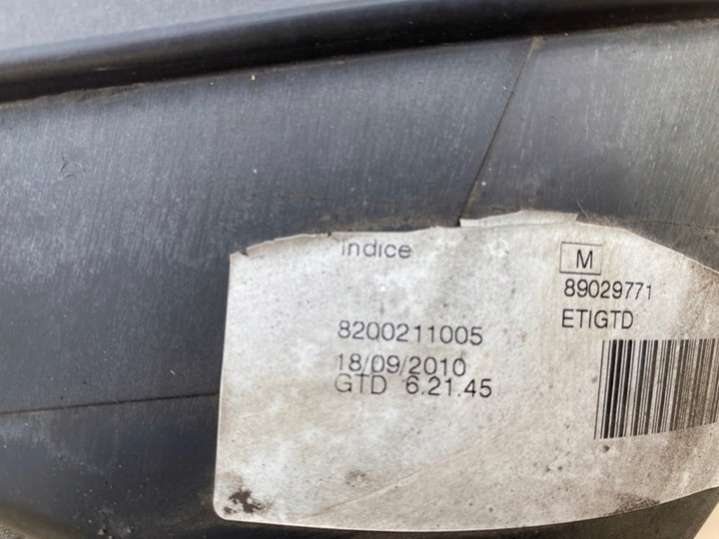 Indice
M
89029771
ETIGTD
8200211005
18/09/2010
GTD 6.21.45